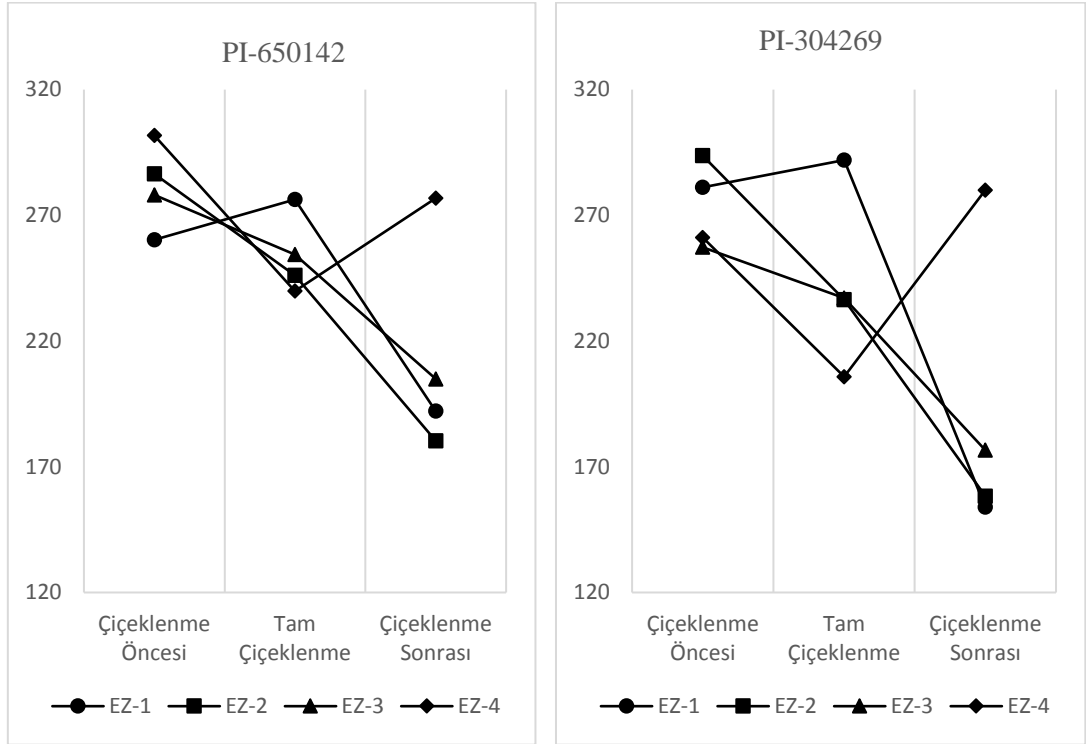 PI-650142
320
270
220
170
120
Çiçeklenme
Öncesi
Tam
Çiçeklenme
Çiçeklenme
Sonrası
EZ-1 EZ-2 EZ-3 EZ-4
PI-304269
320
270
220
170
120
Çiçeklenme
Öncesi
Tam
Çiçeklenme
Çiçeklenme
Sonrası
EZ-1 EZ-2 EZ-3 EZ-4